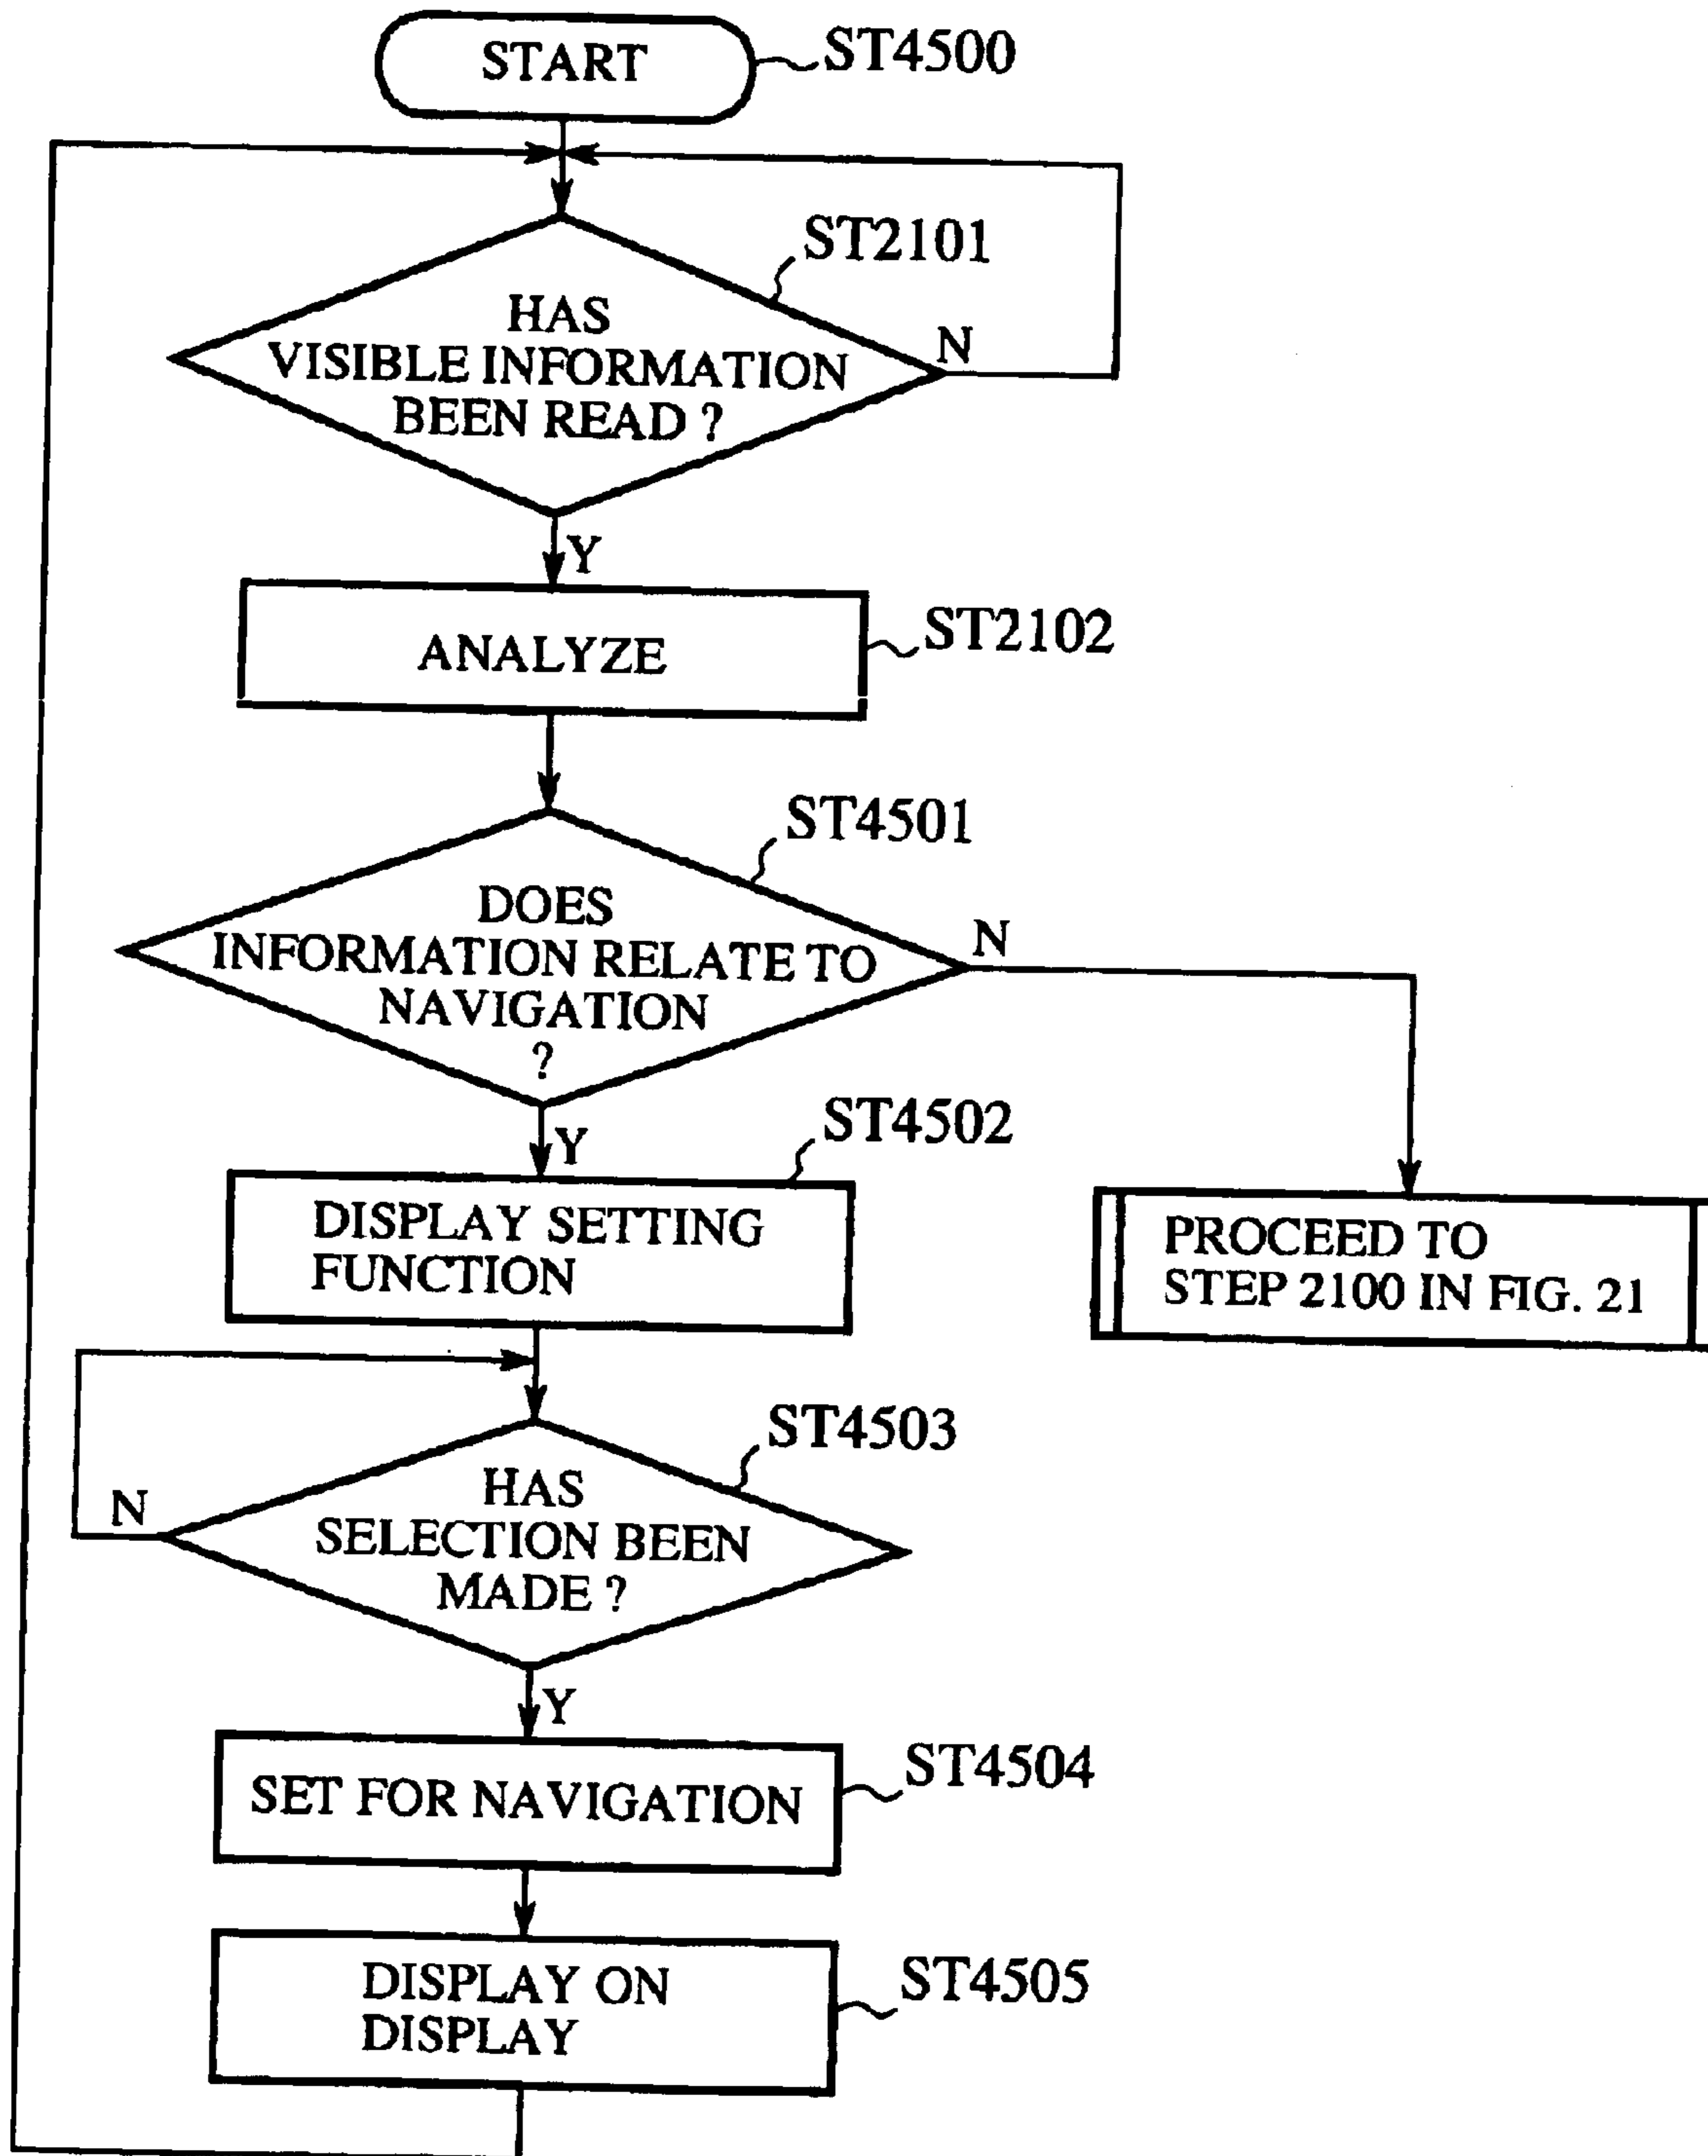 START
ST4500
ST2101
HAS
VISIBLE INFORMATION
BEEN READ ?
N
Y
ANALYZE
ST2102
ST4501
DOES
INFORMATION RELATE TO
NAVIGATION
?
N
Y
ST4502
DISPLAY SETTING
FUNCTION
PROCEED TO
STEP 2100 IN FIG. 21
ST4503
HAS
SELECTION BEEN
MADE ?
N
Y
SET FOR NAVIGATION
ST4504
DISPLAY ON
DISPLAY
ST4505